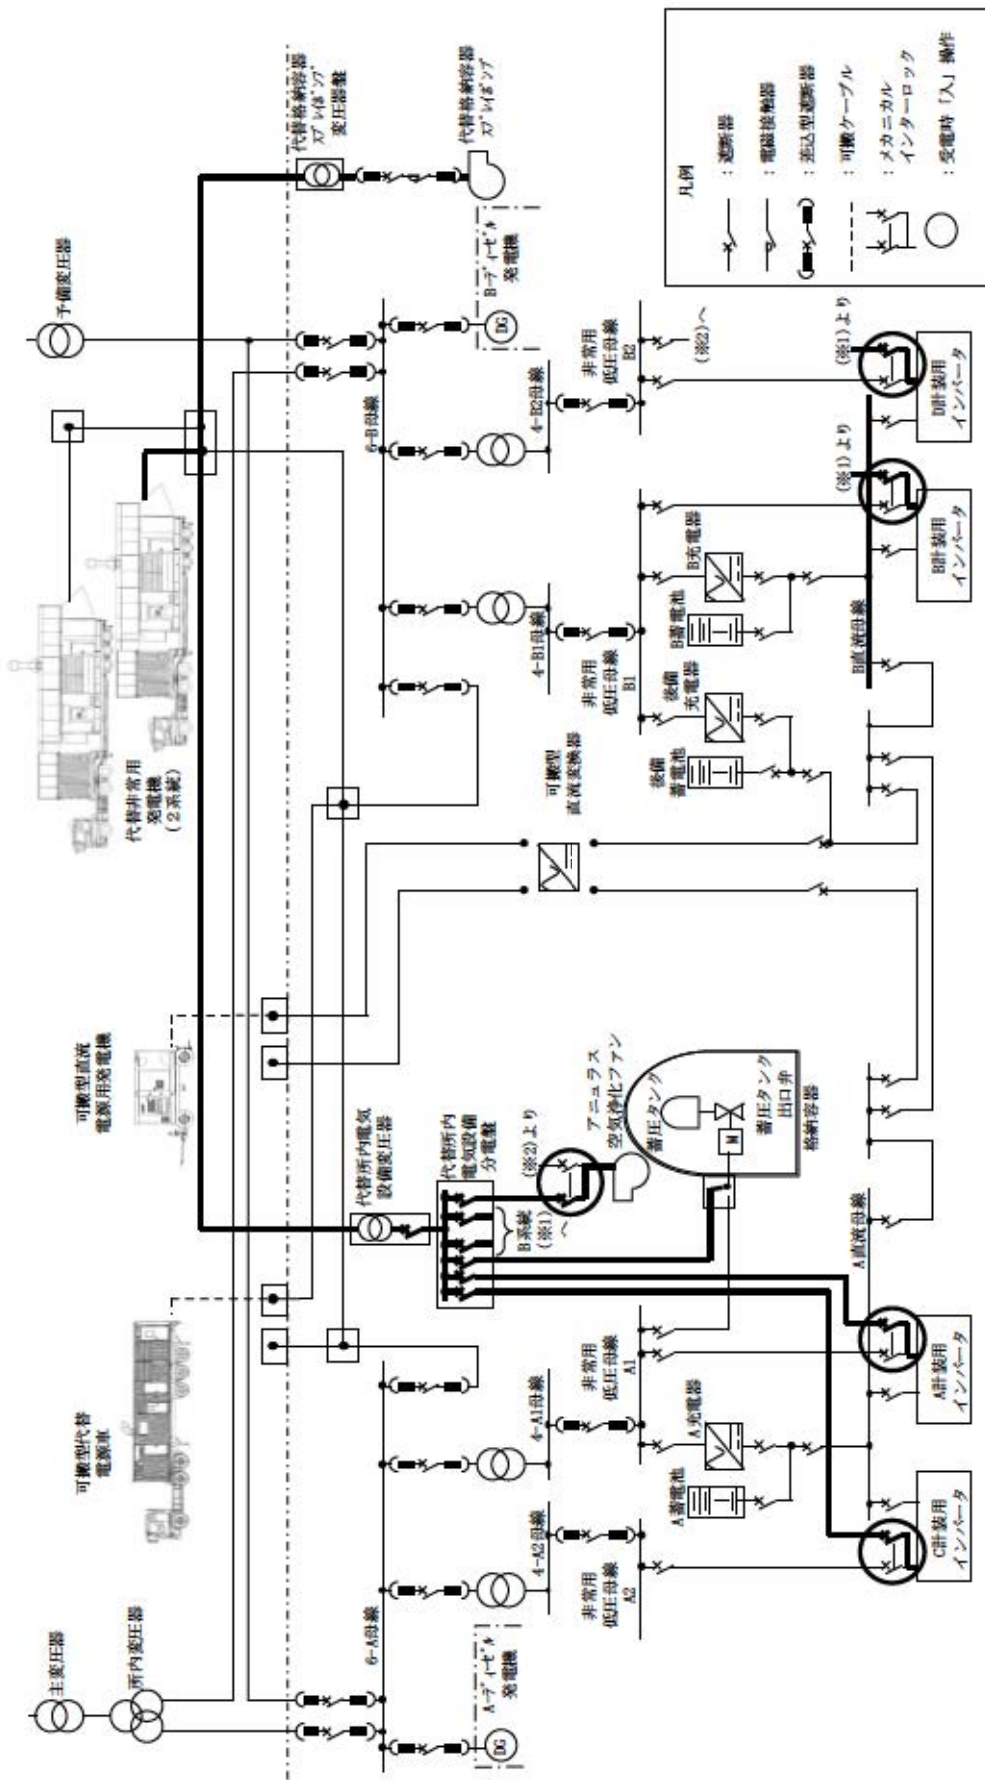 主変圧器
所内変圧器
可搬型代替
電源車
可搬型直流
電源用発電機
代替非常用
発電機
(2系統)
予備変圧器
代替格納容器
スプレイポンプ
変圧器盤
代替格納容器
スプレイポンプ
6-A母線
A-ディーゼル
発電機
DG
4-A2母線
4-A1母線
非常用
低圧母線
A2
非常用
低圧母線
A1
A蓄電池
A充電器
代替所内電気
設備変圧器
代替所内
電気設備
分電盤
B系統
(※1)
へ
(※2)より
アニュラス
空気浄化ファン
蓄圧タンク
M
蓄圧タンク
出口弁
格納容器
可搬型
直流変換器
6-B母線
B-ディーゼル
発電機
DG
4-B1母線
4-B2母線
非常用
低圧母線
B1
非常用
低圧母線
B2
(※2)へ
後備
蓄電池
後備
充電器
B蓄電池
B充電器
A直流母線
B直流母線
(※1)より
(※1)より
C計装用
インバータ
A計装用
インバータ
B計装用
インバータ
D計装用
インバータ
凡例
：遮断器
：電磁接触器
：差込型遮断器
：可搬ケーブル
：メカニカル
インターロック
：受電時「入」操作